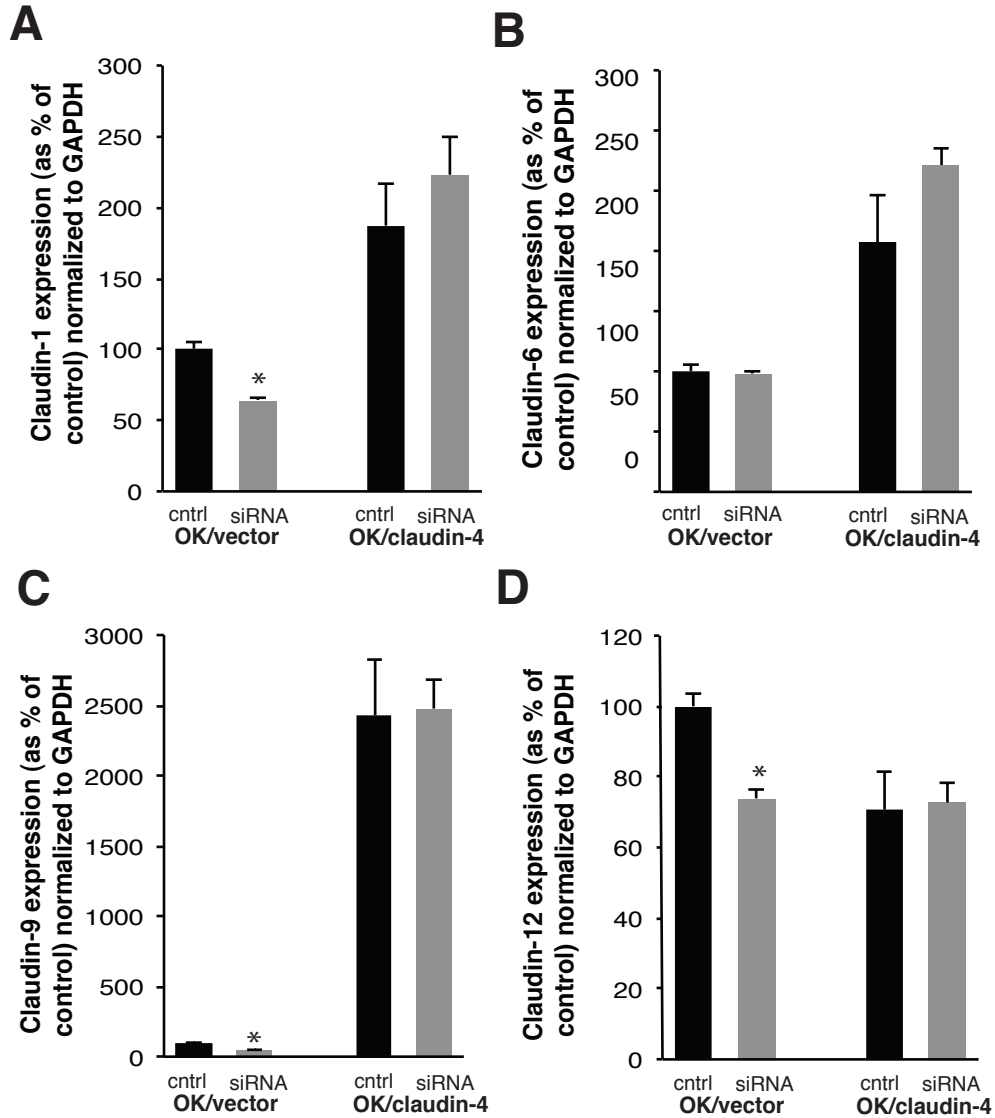 A
Claudin-1 expression (as % of
control) normalized to GAPDH
300
250
200
150
100
50
0
*
cntrl siRNA cntrl siRNA
OK/vector OK/claudin-4
B
Claudin-6 expression (as % of
control) normalized to GAPDH
300
250
200
250
100
50
0
cntrl siRNA cntrl siRNA
OK/vector OK/claudin-4
C
Claudin-9 expression (as % of
control) normalized to GAPDH
3000
2500
2000
1500
1000
500
0
*
cntrl siRNA cntrl siRNA
OK/vector OK/claudin-4
D
Claudin-12 expression (as % of
control) normalized to GAPDH
120
100
80
60
40
20
0
*
cntrl siRNA cntrl siRNA
OK/vector OK/claudin-4